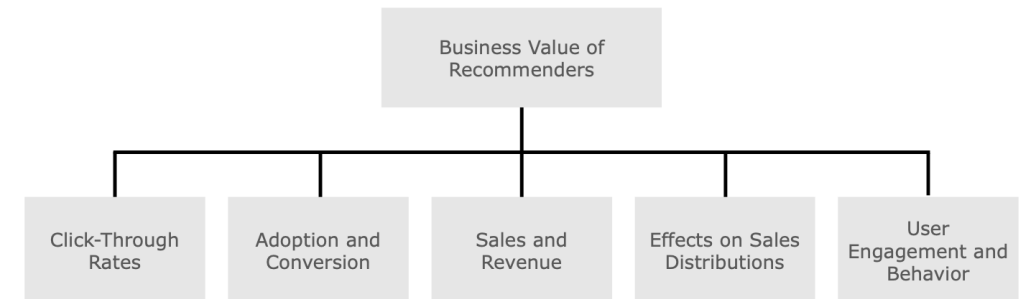 Business Value of
Recommenders
Click-Through
Rates
Adoption and
Conversion
Sales and
Revenue
Effects on Sales
Distributions
User
Engagement and
Behavior